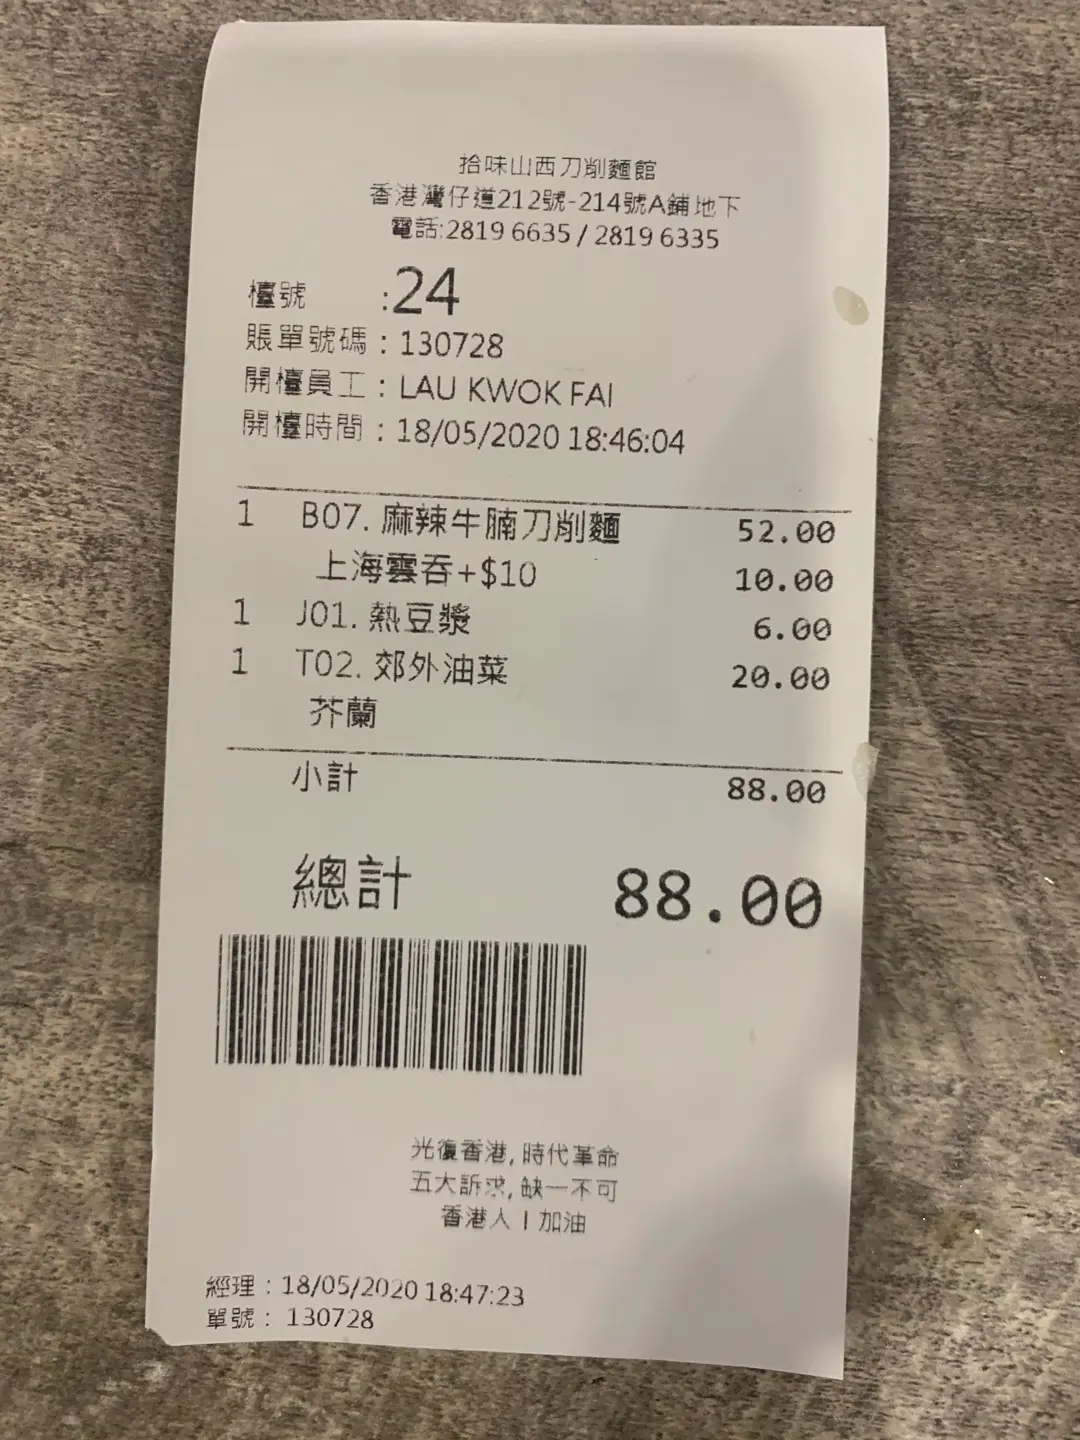 拾味山西刀削麵館
香港灣仔道212號-214號A鋪地下
電話:2819 6635 / 2819 6335
檯號 :24
賬單號碼 : 130728
開檯員工 : LAU KWOK FAI
開檯時間 : 18/05/2020 18:46:04
1 B07. 麻辣牛腩刀削麵 52.00
上海雲吞+$10 10.00
1 J01. 熱豆漿 6.00
1 T02. 郊外油菜 20.00
芥蘭
小計 88.00
總計 88.00
光復香港, 時代革命
五大訴求, 缺一不可
香港人 ! 加油
經理 : 18/05/2020 18:47:23
單號 : 130728